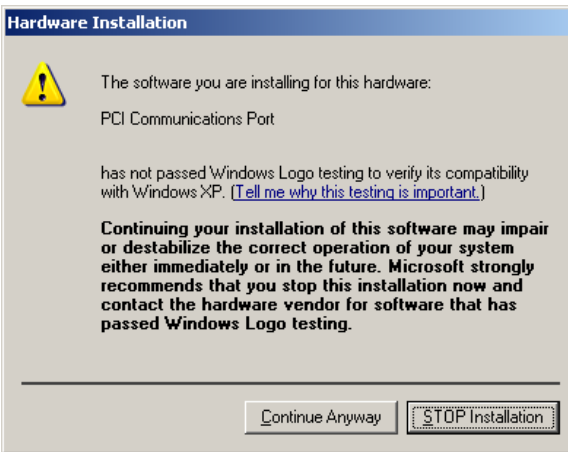 Hardware Installation
The software you are installing for this hardware:
PCI Communications Port
has not passed Windows Logo testing to verify its compatibility
with Windows XP. (Tell me why this testing is important.)
Continuing your installation of this software may impair
or destabilize the correct operation of your system
either immediately or in the future. Microsoft strongly
recommends that you stop this installation now and
contact the hardware vendor for software that has
passed Windows Logo testing.
Continue Anyway
STOP Installation